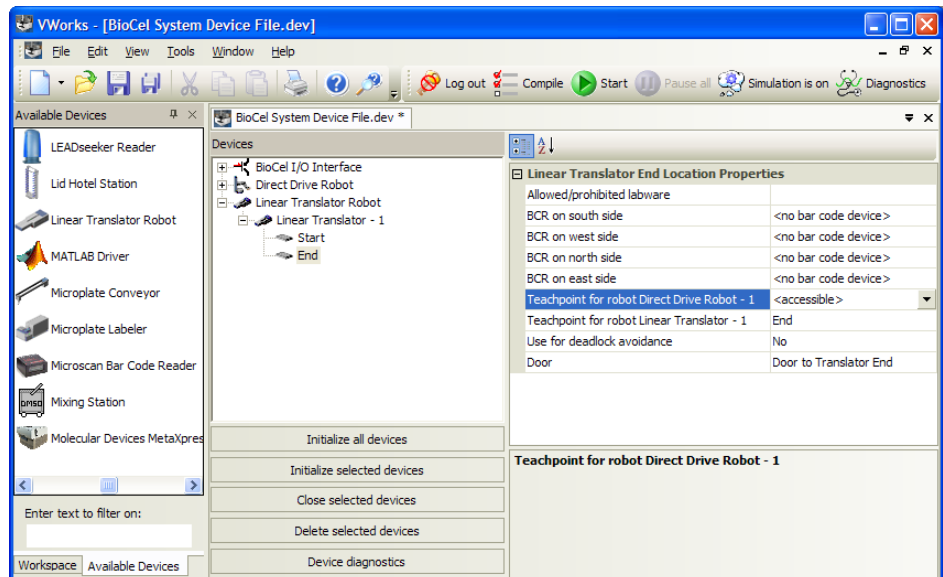 VWorks - [BioCel System Device File.dev]
File Edit View Tools Window Help
Log out Compile Start Pause all Simulation is on Diagnostics
Available Devices
LEADseeker Reader
Lid Hotel Station
Linear Translator Robot
MATLAB Driver
Microplate Conveyor
Microplate Labeler
Microscan Bar Code Reader
DMSO
Mixing Station
Molecular Devices MetaXpres
Enter text to filter on:
Workspace Available Devices
BioCel System Device File.dev *
Devices
BioCel I/O Interface
Direct Drive Robot
Linear Translator Robot
Linear Translator - 1
Start
End
Initialize all devices
Initialize selected devices
Close selected devices
Delete selected devices
Device diagnostics
Linear Translator End Location Properties
Allowed/prohibited labware
BCR on south side <no bar code device>
BCR on west side <no bar code device>
BCR on north side <no bar code device>
BCR on east side <no bar code device>
Teachpoint for robot Direct Drive Robot - 1 <accessible>
Teachpoint for robot Linear Translator - 1 End
Use for deadlock avoidance No
Door Door to Translator End
Teachpoint for robot Direct Drive Robot - 1